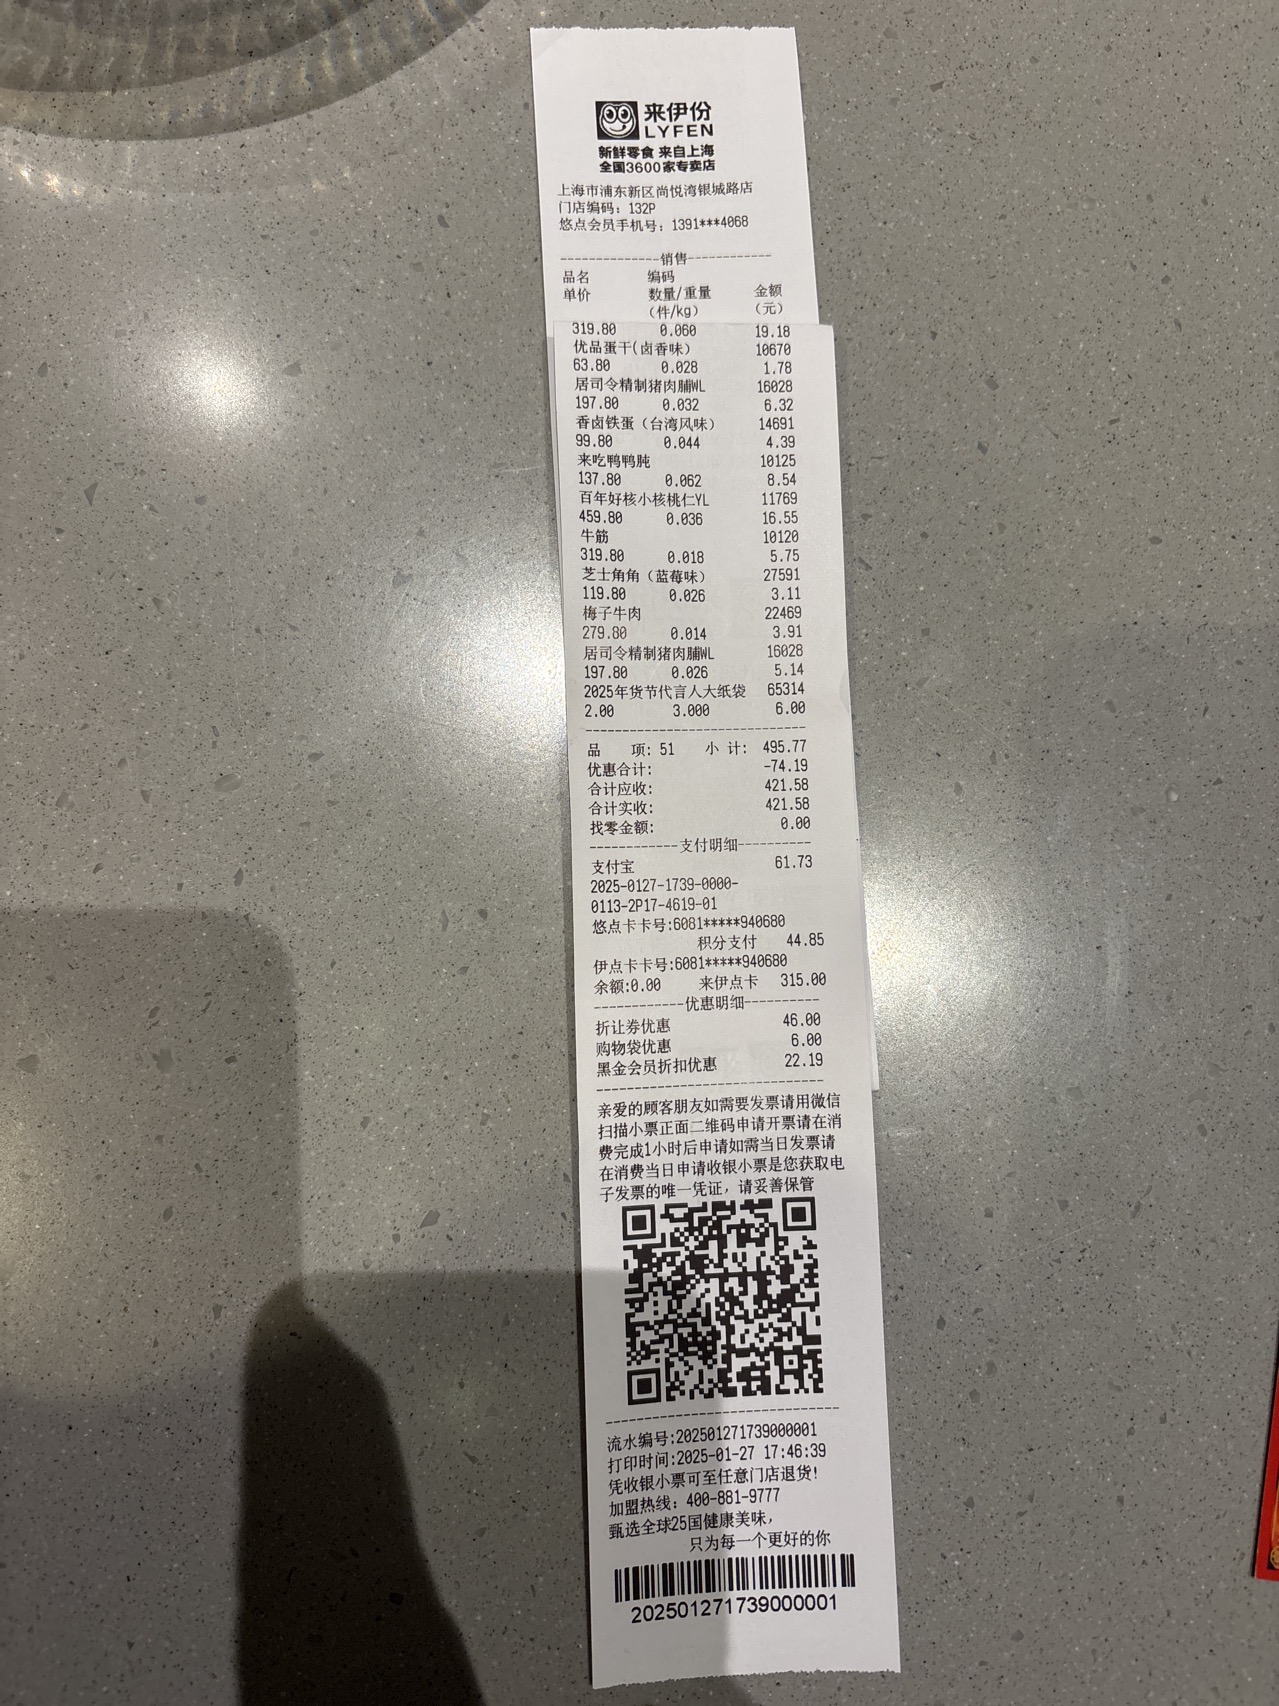 来伊份
LYFEN
新鲜零食 来自上海
全国3600家专卖店
上海市浦东新区尚悦湾银城路店
门店编码：132P
悠点会员手机号：1391***4068
--------------销售------------
品名 编码
单价 数量/重量 金额
（件/kg） （元）
319.80 0.060 19.18
优品蛋干(卤香味） 10670
63.80 0.028 1.78
居司令精制猪肉脯WL 16028
197.80 0.032 6.32
香卤铁蛋（台湾风味） 14691
99.80 0.044 4.39
来吃鸭鸭肫 10125
137.80 0.062 8.54
百年好核小核桃仁YL 11769
459.80 0.036 16.55
牛筋 10120
319.80 0.018 5.75
芝士角角（蓝莓味） 27591
119.80 0.026 3.11
梅子牛肉 22469
279.80 0.014 3.91
居司令精制猪肉脯WL 16028
197.80 0.026 5.14
2025年货节代言人大纸袋 65314
2.00 3.000 6.00
品 项: 51 小 计: 495.77
优惠合计: -74.19
合计应收: 421.58
合计实收: 421.58
找零金额: 0.00
------------支付明细----------
支付宝 61.73
2025-0127-1739-0000-
0113-2P17-4619-01
悠点卡卡号:6081*****940680
积分支付 44.85
伊点卡卡号:6081*****940680
余额:0.00 来伊点卡 315.00
------------优惠明细----------
折让券优惠 46.00
购物袋优惠 6.00
黑金会员折扣优惠 22.19
亲爱的顾客朋友如需要发票请用微信
扫描小票正面二维码申请开票请在消
费完成1小时后申请如需当日发票请
在消费当日申请收银小票是您获取电
子发票的唯一凭证，请妥善保管
流水编号:202501271739000001
打印时间:2025-01-27 17:46:39
凭收银小票可至任意门店退货!
加盟热线：400-881-9777
甄选全球25国健康美味，
只为每一个更好的你
202501271739000001